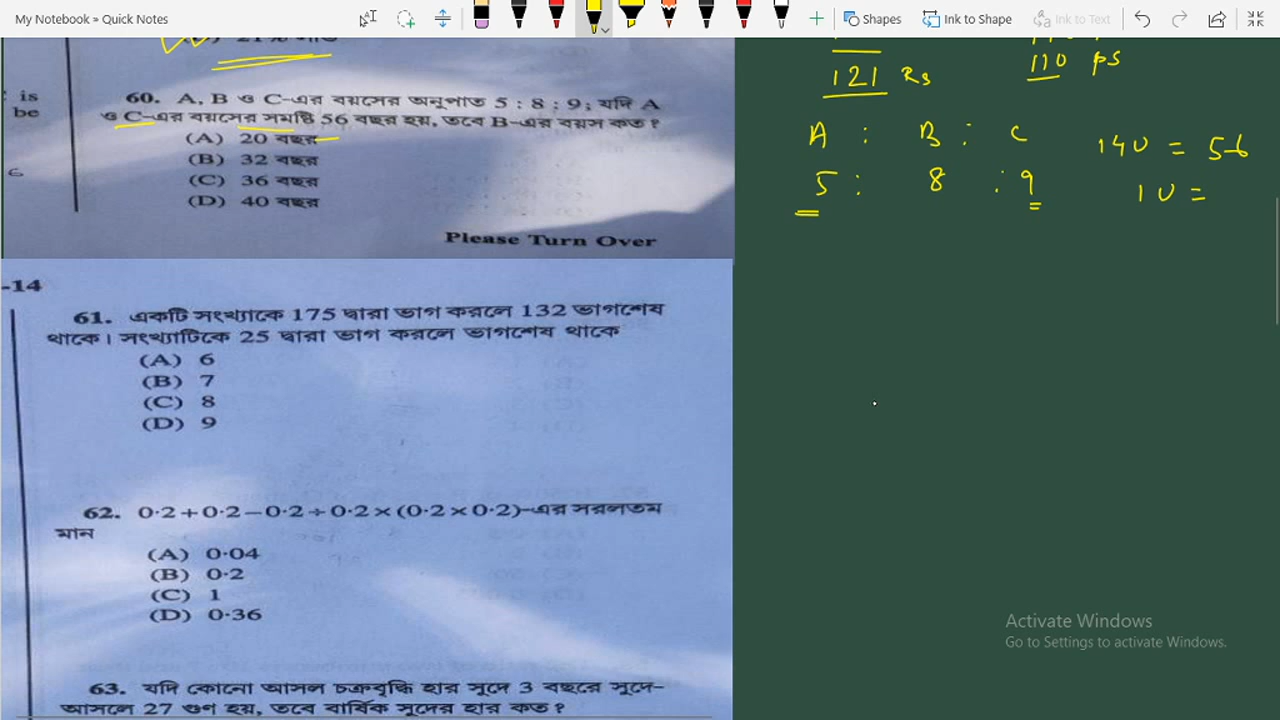 My Notebook » Quick Notes
Shapes
Ink to Shape
Ink to Text
is
be
60. A, B ও C-এর বয়সের অনুপাত 5 : 8 : 9; যদি A
ও C-এর বয়সের সমষ্টি 56 বছর হয়, তবে B-এর বয়স কত?
(A) 20 বছর
(B) 32 বছর
(C) 36 বছর
(D) 40 বছর
Please Turn Over
-14
61. একটি সংখ্যাকে 175 দ্বারা ভাগ করলে 132 ভাগশেষ
থাকে। সংখ্যাটিকে 25 দ্বারা ভাগ করলে ভাগশেষ থাকে
(A) 6
(B) 7
(C) 8
(D) 9
62. 0·2+0·2−0·2÷0·2×(0·2×0·2)-এর সরলতম
মান
(A) 0·04
(B) 0·2
(C) 1
(D) 0·36
63. যদি কোনো আসল চক্রবৃদ্ধি হার সুদে 3 বছরে সুদে-
আসলে 27 গুণ হয়, তবে বার্ষিক সুদের হার কত?
121 Rs
110 ps
A : B : C
5 : 8 : 9
14U = 56
1U =
Activate Windows
Go to Settings to activate Windows.